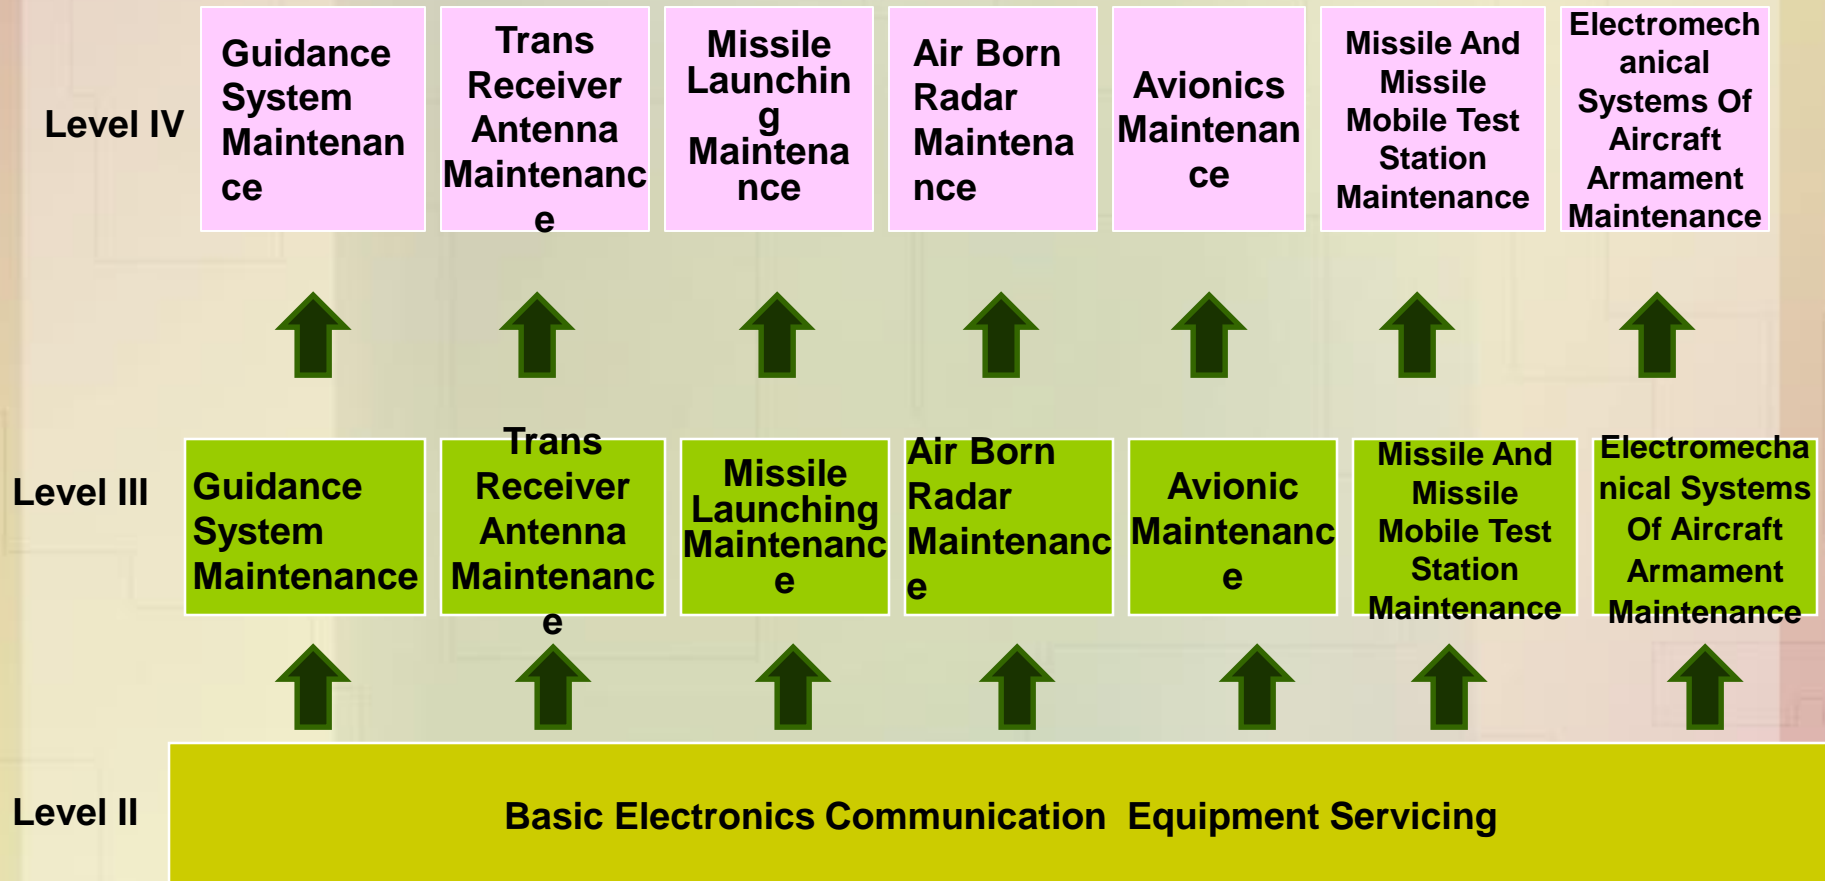 Level IV
Guidance
System
Maintenan
ce
Trans
Receiver
Antenna
Maintenanc
e
Missile
Launchin
g
Maintena
nce
Air Born
Radar
Maintena
nce
Avionics
Maintenan
ce
Missile And
Missile
Mobile Test
Station
Maintenance
Electromech
anical
Systems Of
Aircraft
Armament
Maintenance
Level III
Guidance
System
Maintenance
Trans
Receiver
Antenna
Maintenanc
e
Missile
Launching
Maintenanc
e
Air Born
Radar
Maintenanc
e
Avionic
Maintenanc
e
Missile And
Missile
Mobile Test
Station
Maintenance
Electromecha
nical Systems
Of Aircraft
Armament
Maintenance
Level II
Basic Electronics Communication  Equipment Servicing